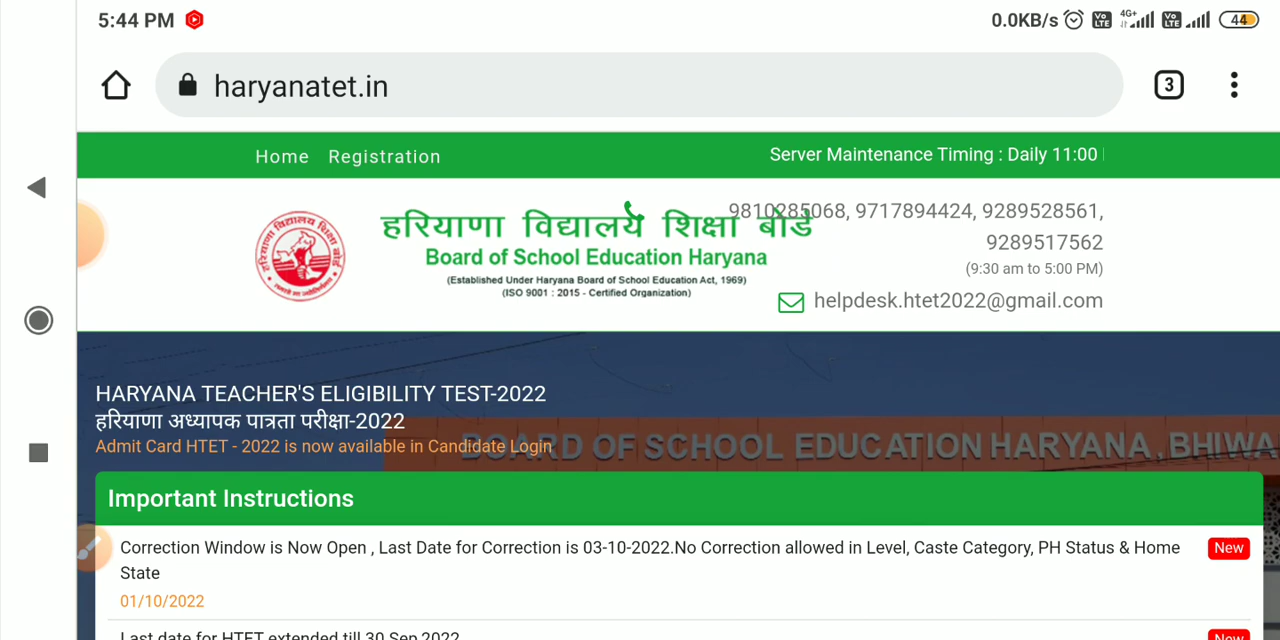 5:44 PM
0.0KB/s
Vo LTE
4G+
Vo LTE
44
haryanatet.in
3
Home Registration
Server Maintenance Timing : Daily 11:00
हरियाणा विद्यालय शिक्षा बोर्ड
Board of School Education Haryana
(Established Under Haryana Board of School Education Act, 1969)
(ISO 9001 : 2015 - Certified Organization)
9810285068, 9717894424, 9289528561,
9289517562
(9:30 am to 5:00 PM)
helpdesk.htet2022@gmail.com
HARYANA TEACHER'S ELIGIBILITY TEST-2022
हरियाणा अध्यापक पात्रता परीक्षा-2022
Admit Card HTET - 2022 is now available in Candidate Login
BOARD OF SCHOOL EDUCATION HARYANA, BHIWA
Important Instructions
Correction Window is Now Open , Last Date for Correction is 03-10-2022.No Correction allowed in Level, Caste Category, PH Status & Home
State
New
01/10/2022
Last date for HTET extended till 30 Sep 2022
New